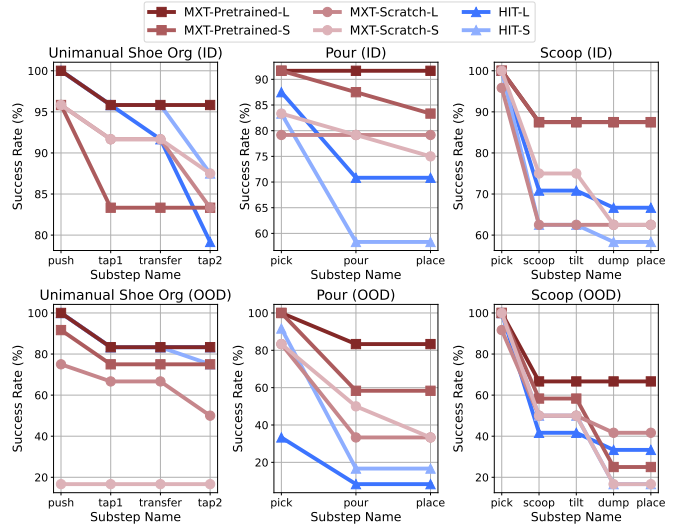 MXT-Pretrained-L MXT-Scratch-L HIT-L
MXT-Pretrained-S MXT-Scratch-S HIT-S
Unimanual Shoe Org (ID) Pour (ID) Scoop (ID)
Success Rate (%)
100
95
90
85
80
push tap1 transfer tap2
Substep Name
Success Rate (%)
90
85
80
75
70
65
60
pick pour place
Substep Name
Success Rate (%)
100
90
80
70
60
pick scoop tilt dump place
Substep Name
Unimanual Shoe Org (OOD) Pour (OOD) Scoop (OOD)
Success Rate (%)
100
80
60
40
20
push tap1 transfer tap2
Substep Name
Success Rate (%)
100
80
60
40
20
pick pour place
Substep Name
Success Rate (%)
100
80
60
40
20
pick scoop tilt dump place
Substep Name